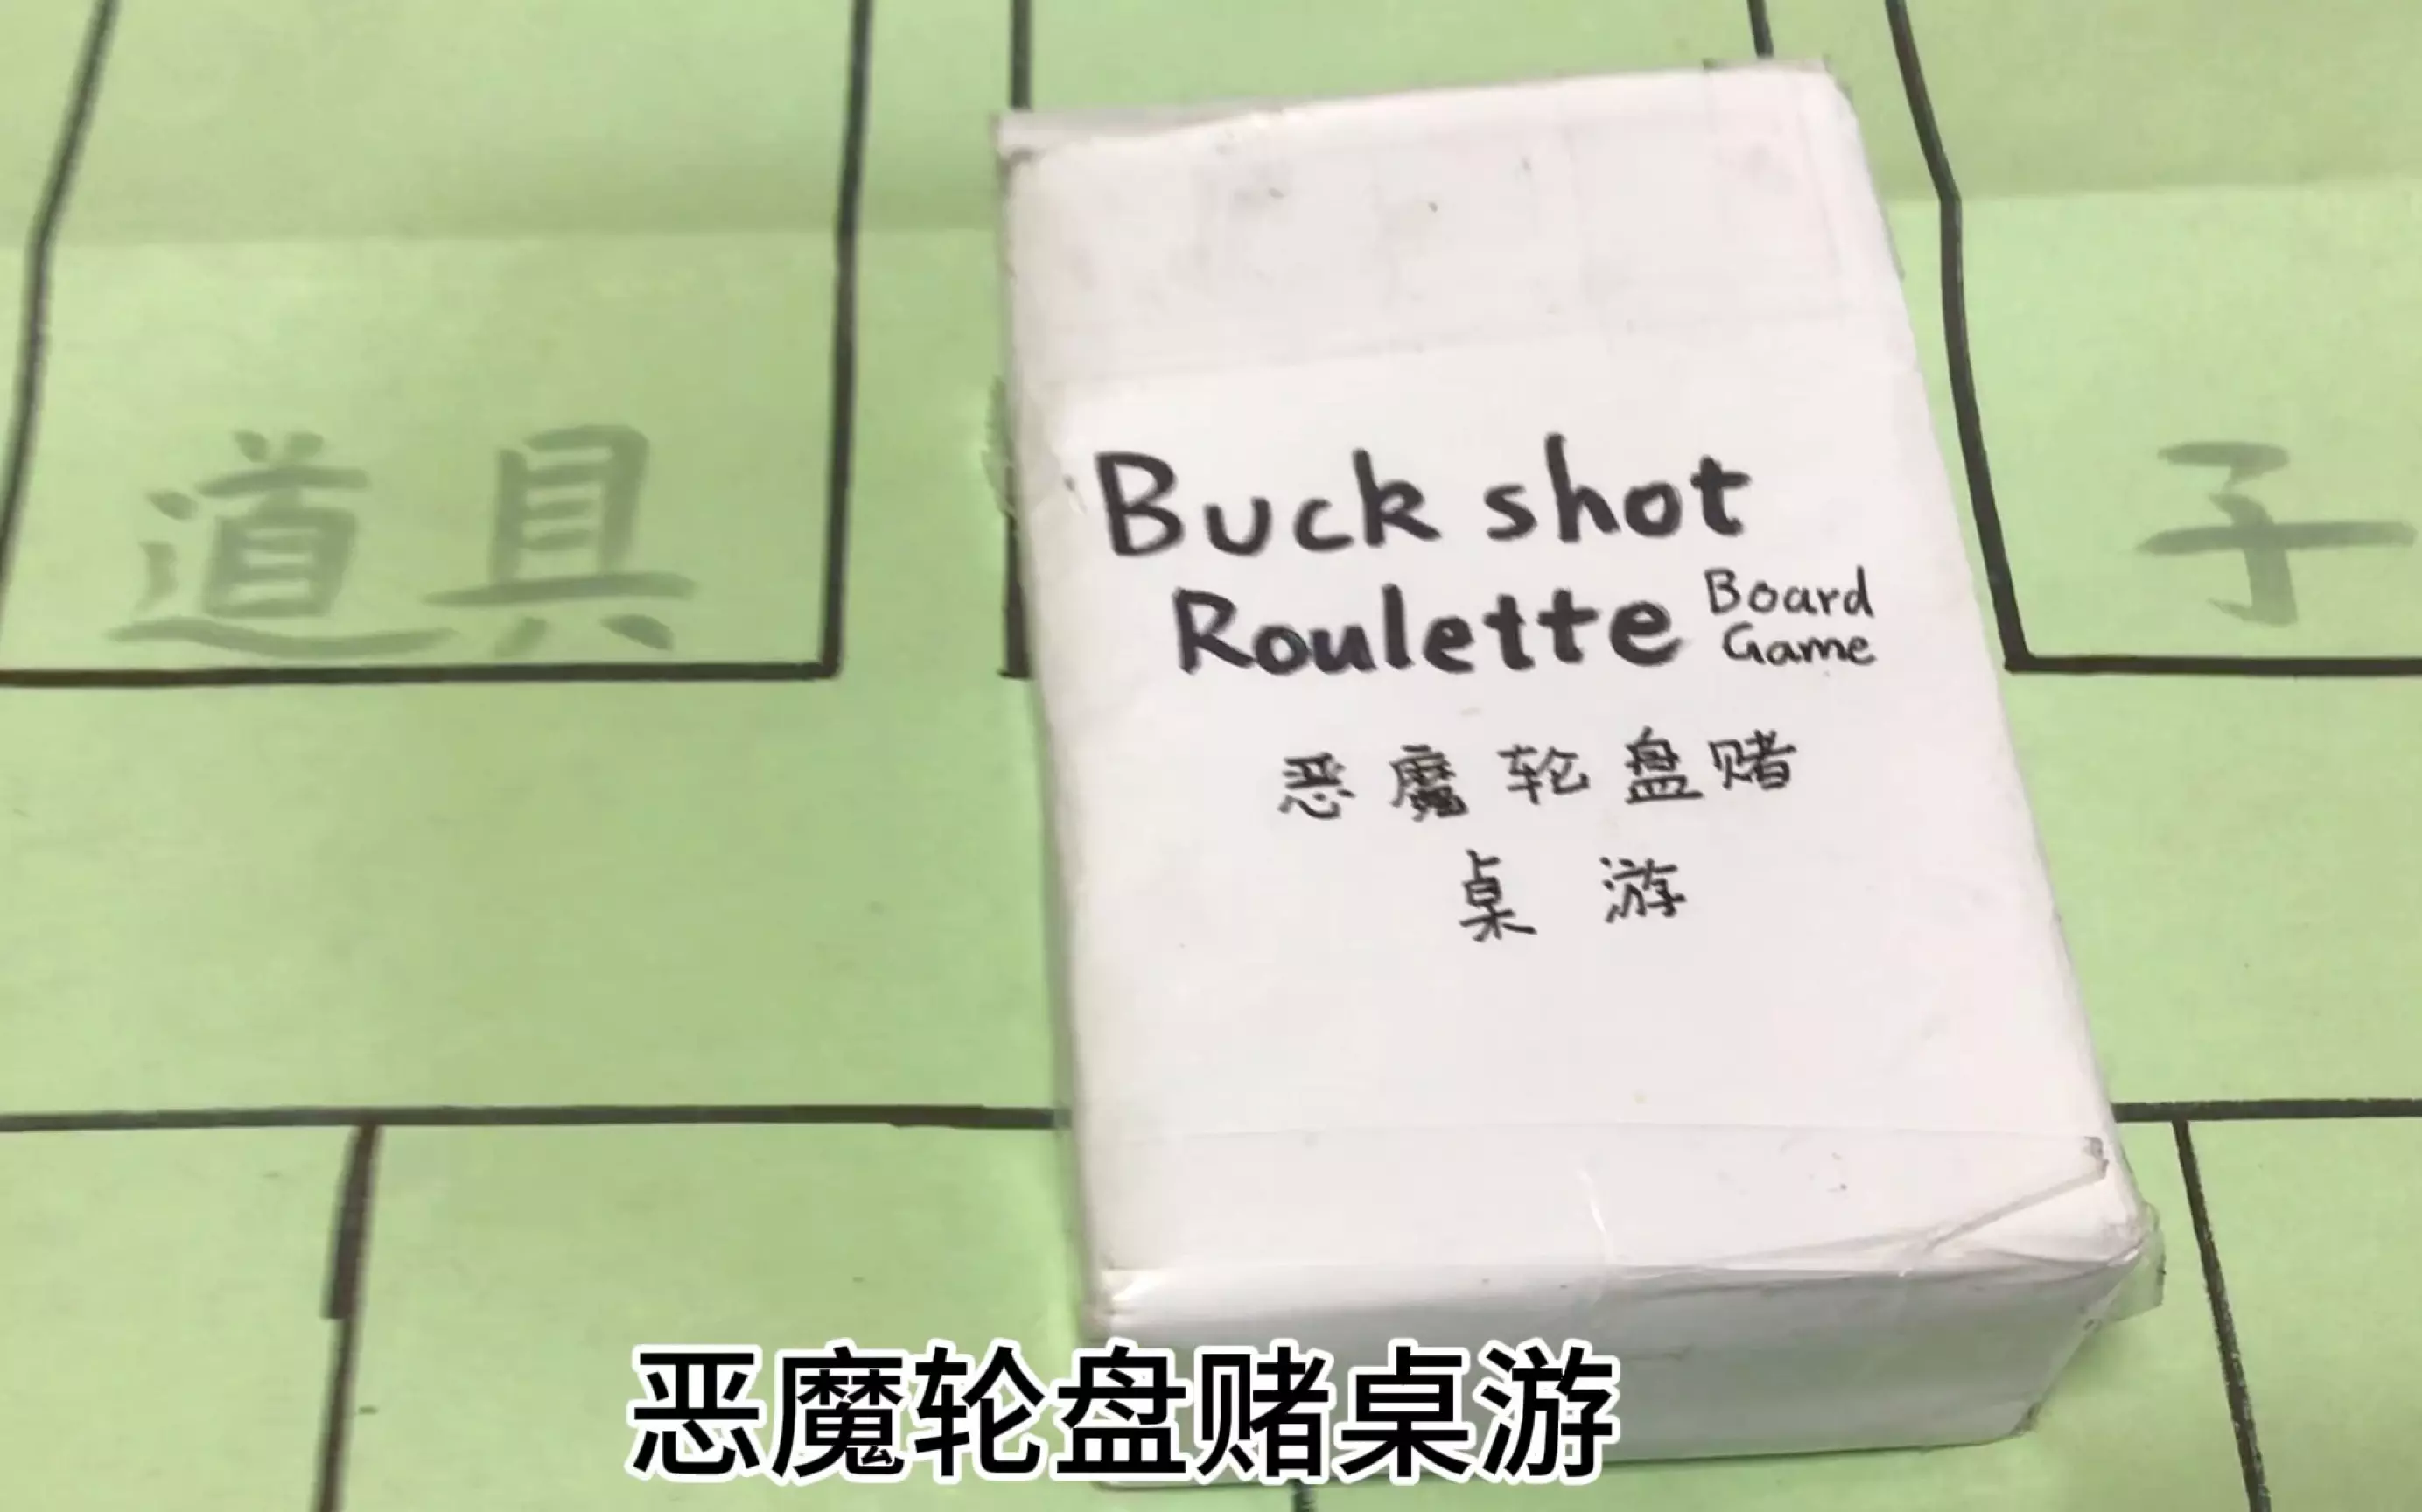 道具
子
Buck shot
Roulette Board Game
恶魔轮盘赌
桌游
恶魔轮盘赌桌游